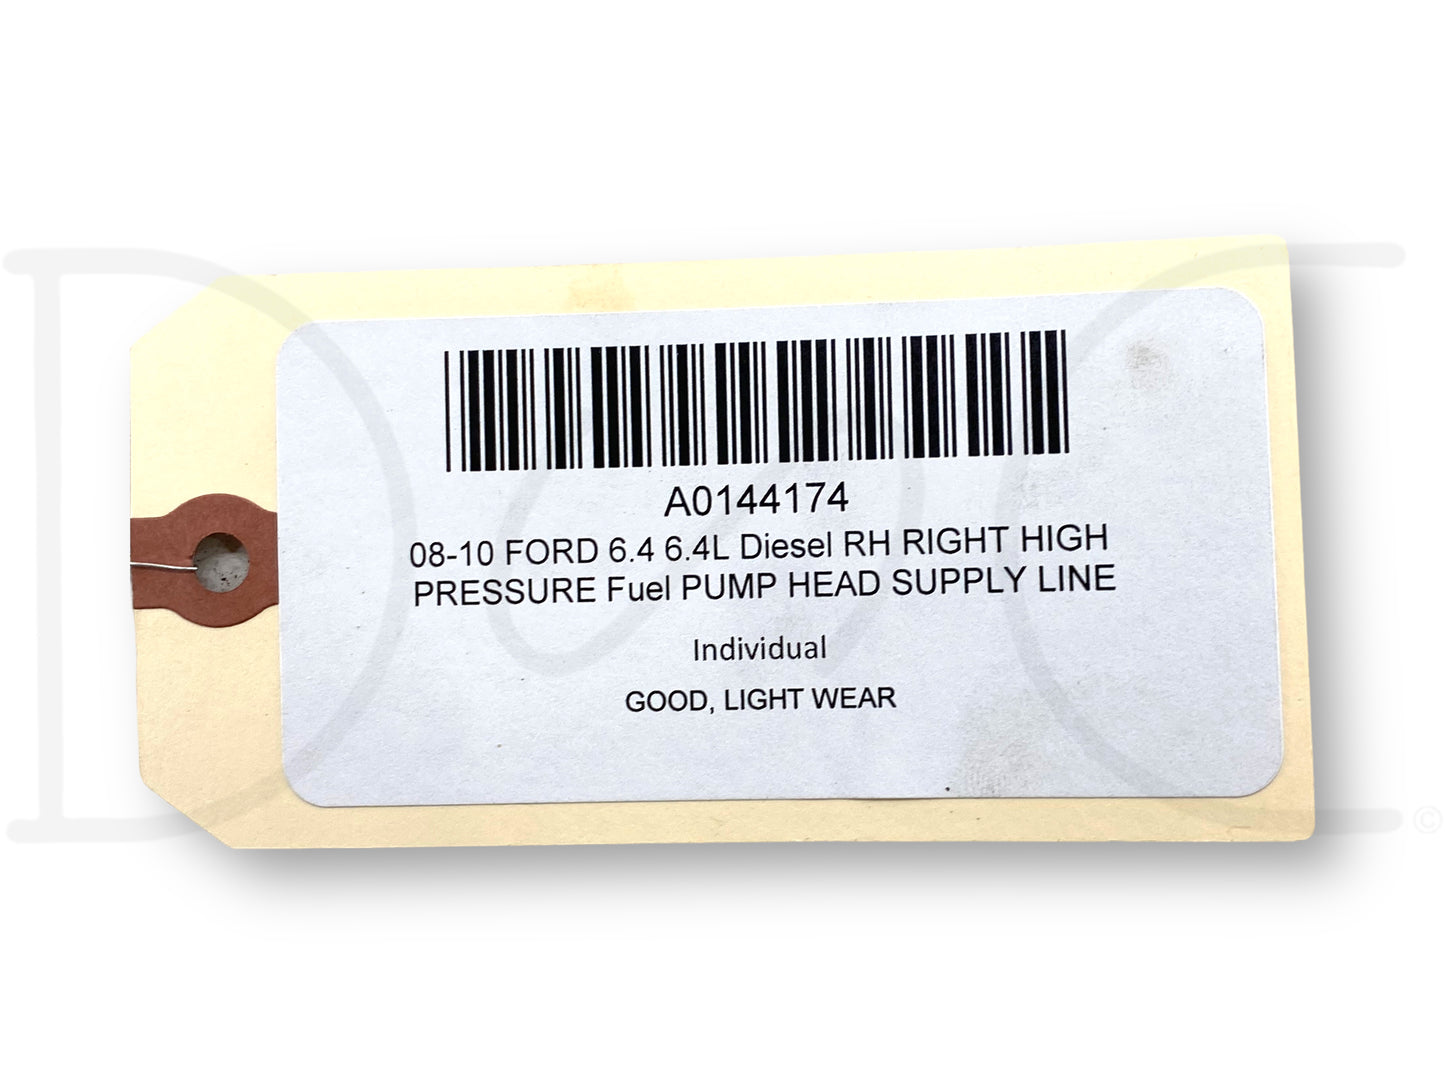 A0144174
08-10 FORD 6.4 6.4L Diesel RH RIGHT HIGH
PRESSURE Fuel PUMP HEAD SUPPLY LINE
Individual
GOOD, LIGHT WEAR
©